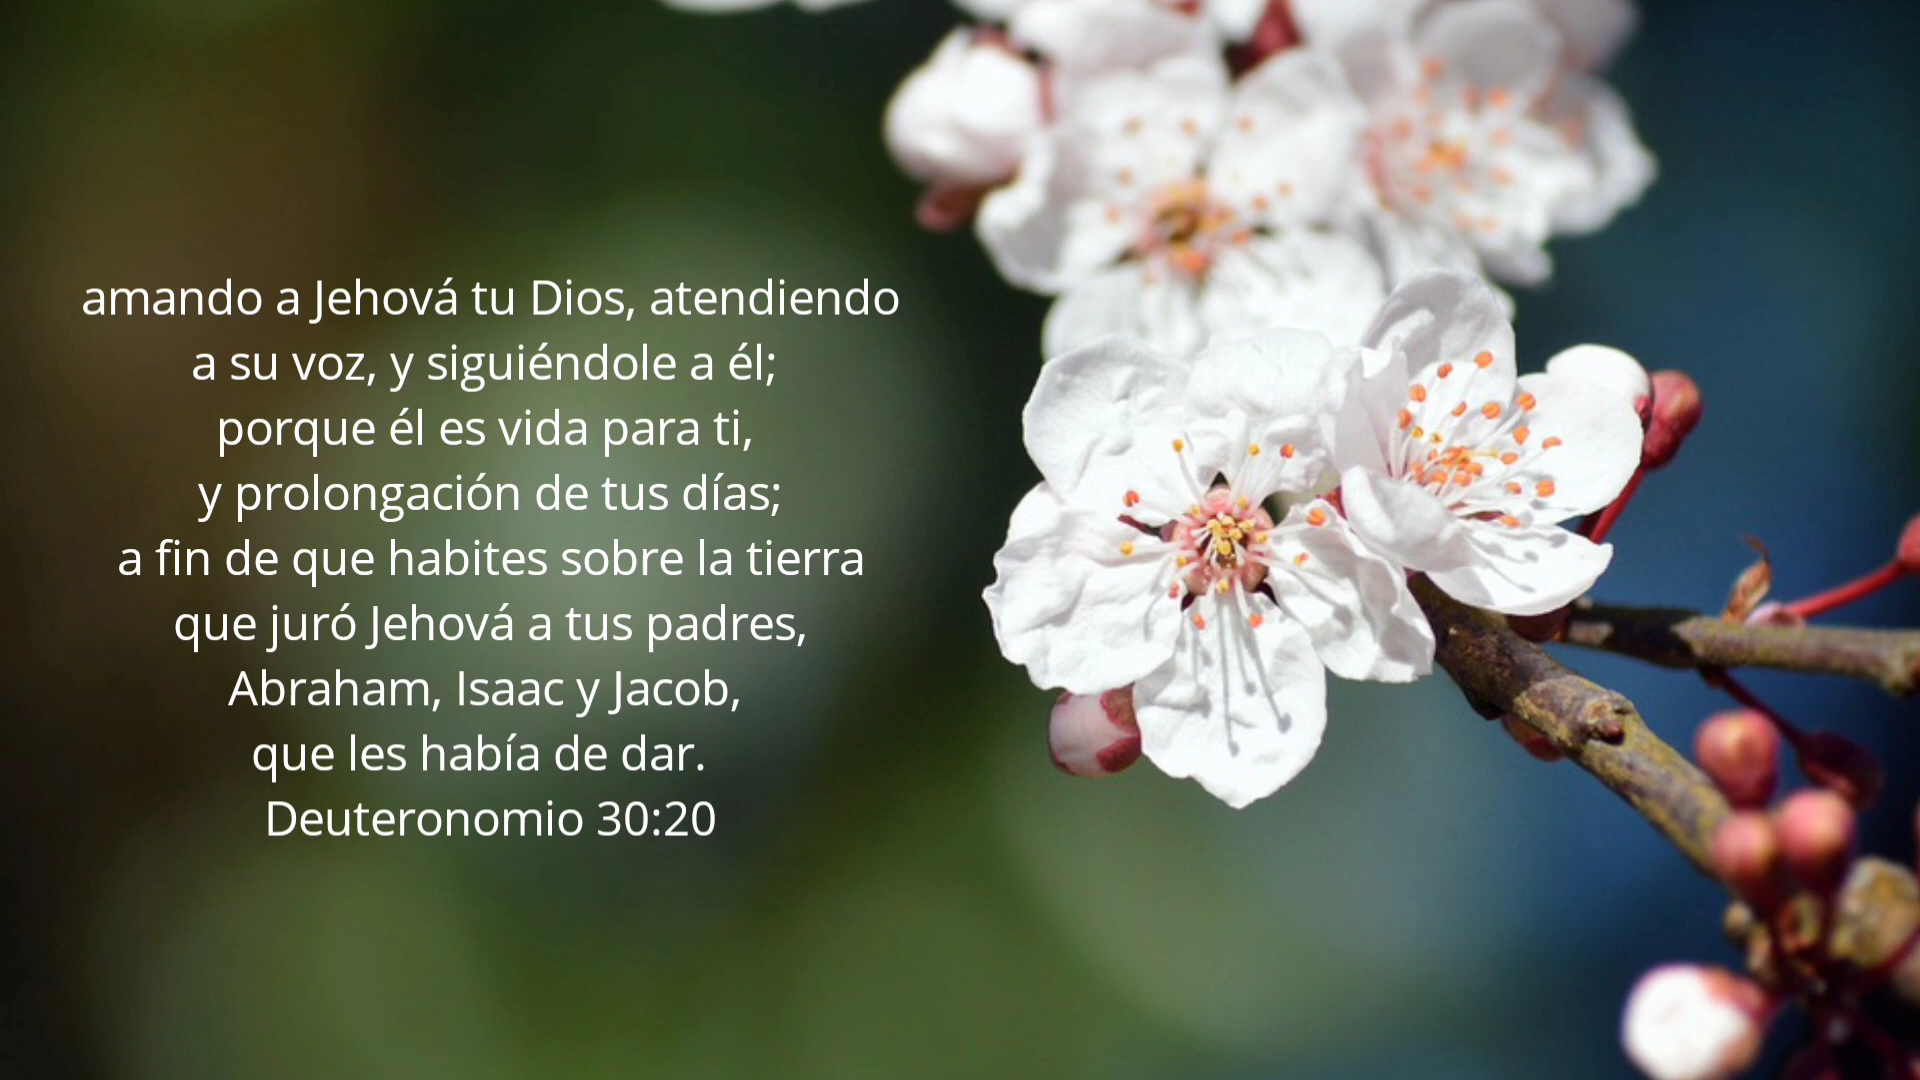 amando a Jehová tu Dios, atendiendo
a su voz, y siguiéndole a él;
porque él es vida para ti,
y prolongación de tus días;
a fin de que habites sobre la tierra
que juró Jehová a tus padres,
Abraham, Isaac y Jacob,
que les había de dar.
Deuteronomio 30:20